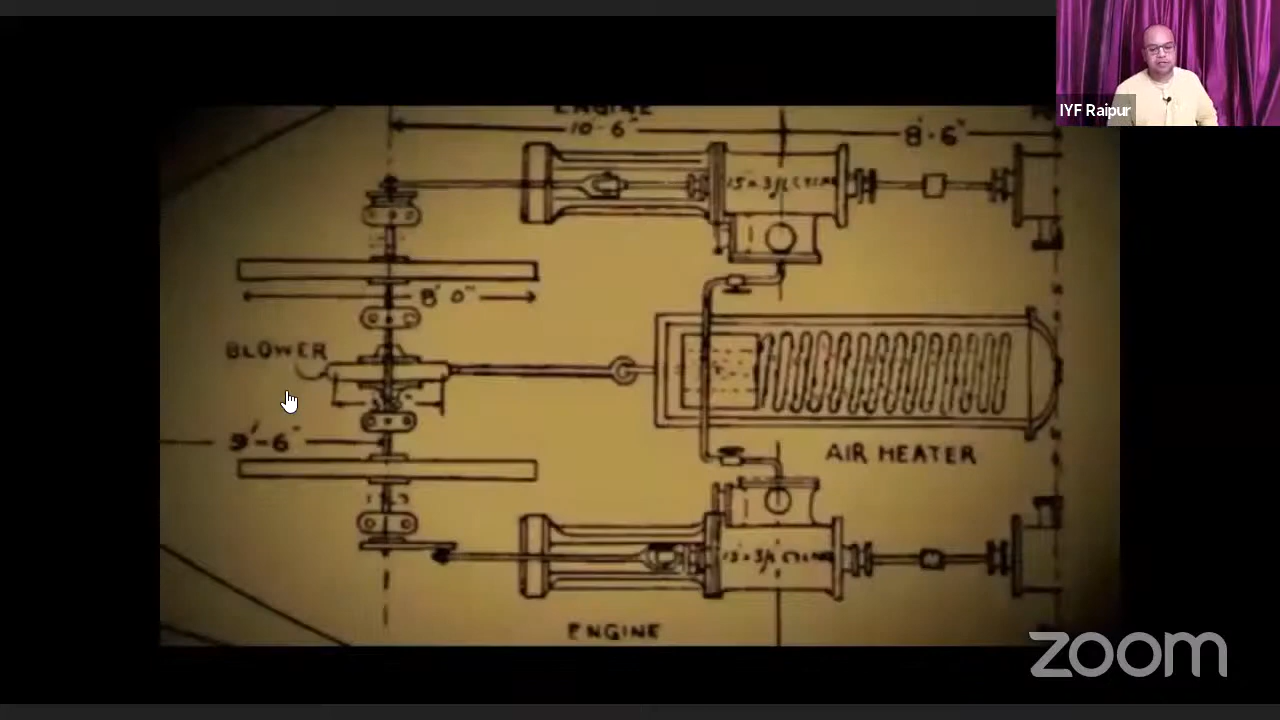 IYF Raipur
ENGINE
10-6"
8'-6"
8' 0"
BLOWER
9'-6"
AIR HEATER
ENGINE
zoom